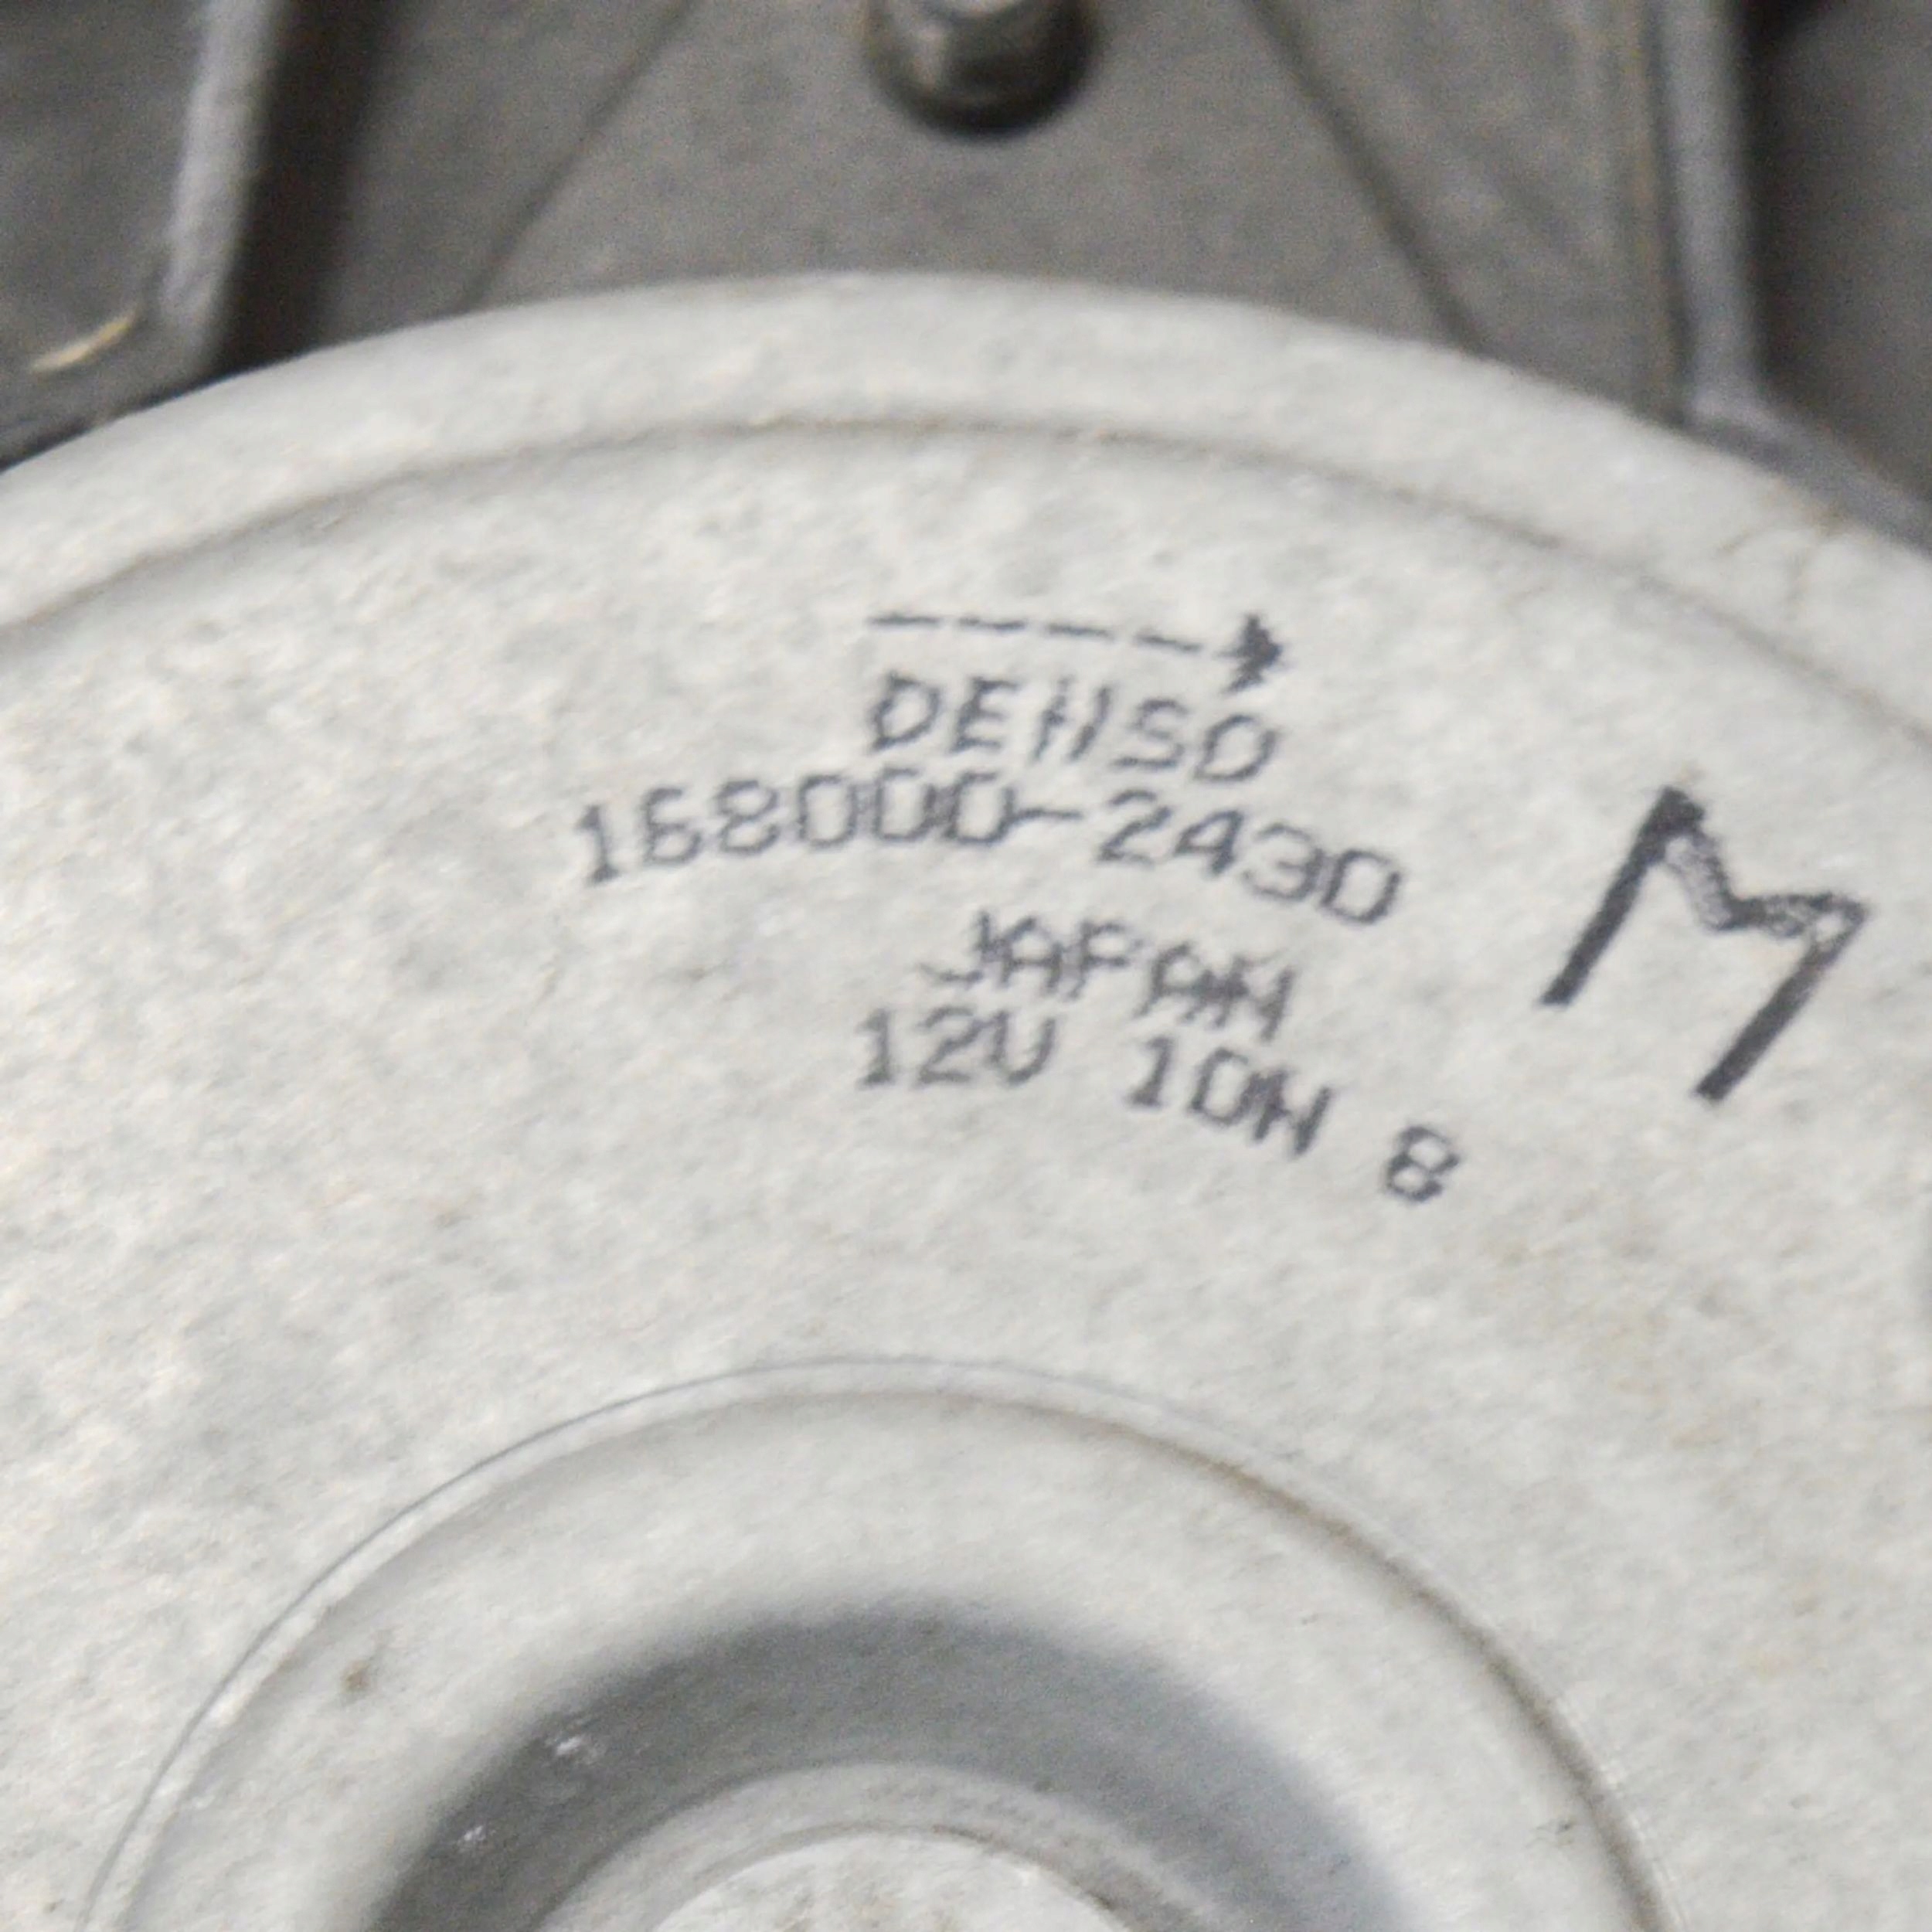 DENSO
168000-2430
JAPAN
12V 10W 8
M